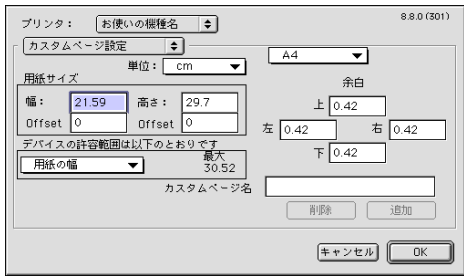 8.8.0 (301)
プリンタ： お使いの機種名
カスタムページ設定
A4
単位： cm
用紙サイズ
幅： 21.59 高さ： 29.7
Offset 0 Offset 0
余白
上 0.42
左 0.42 右 0.42
下 0.42
デバイスの許容範囲は以下のとおりです
用紙の幅 最大
30.52
カスタムページ名
削除 追加
キャンセル OK